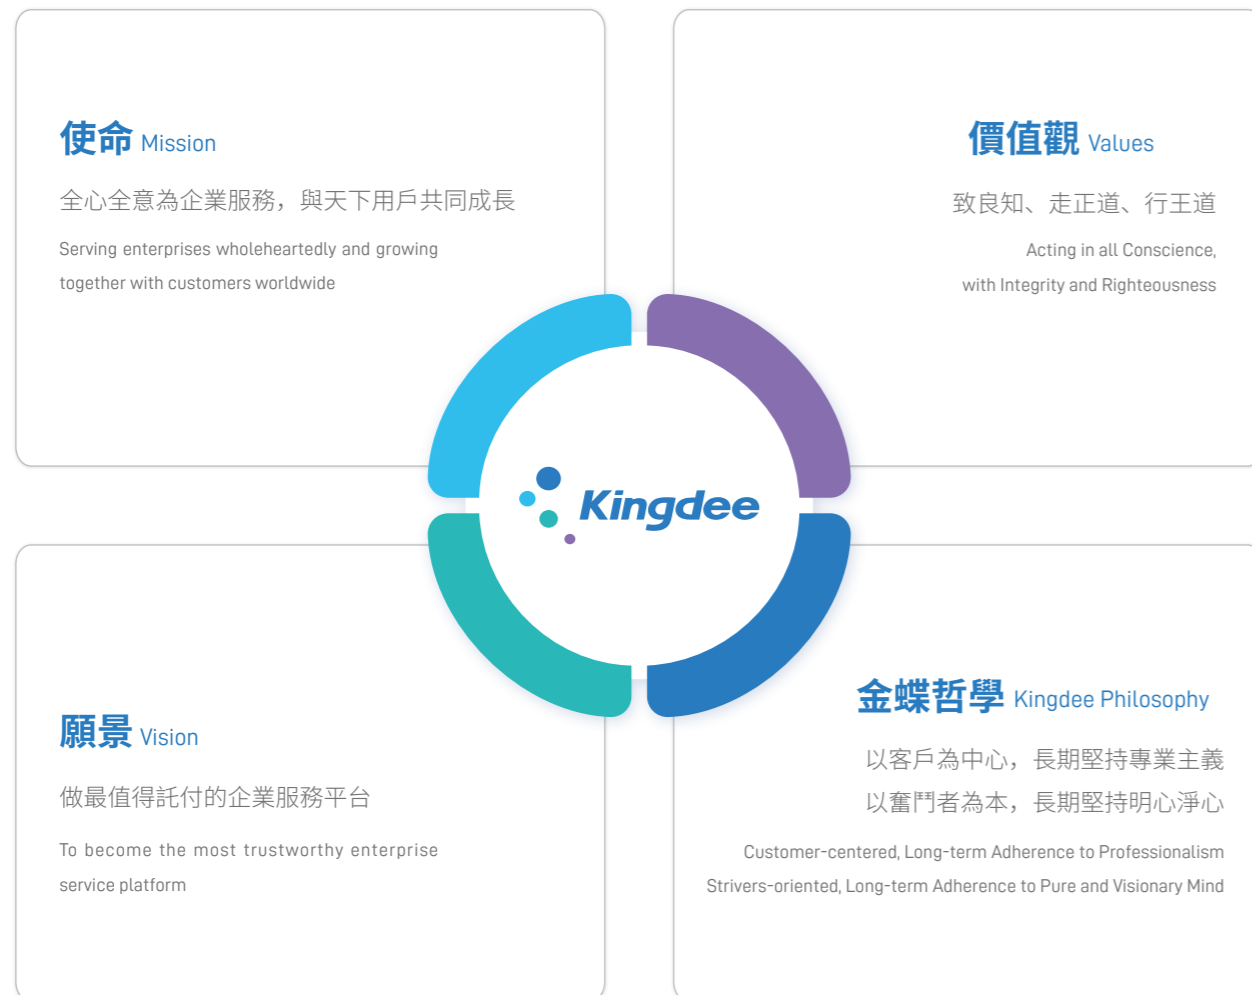 使命 Mission
全心全意為企業服務，與天下用戶共同成長
Serving enterprises wholeheartedly and growing
together with customers worldwide
價值觀 Values
致良知、走正道、行王道
Acting in all Conscience,
with Integrity and Righteousness
Kingdee
願景 Vision
做最值得託付的企業服務平台
To become the most trustworthy enterprise
service platform
金蝶哲學 Kingdee Philosophy
以客戶為中心，長期堅持專業主義
以奮鬥者為本，長期堅持明心淨心
Customer-centered, Long-term Adherence to Professionalism
Strivers-oriented, Long-term Adherence to Pure and Visionary Mind